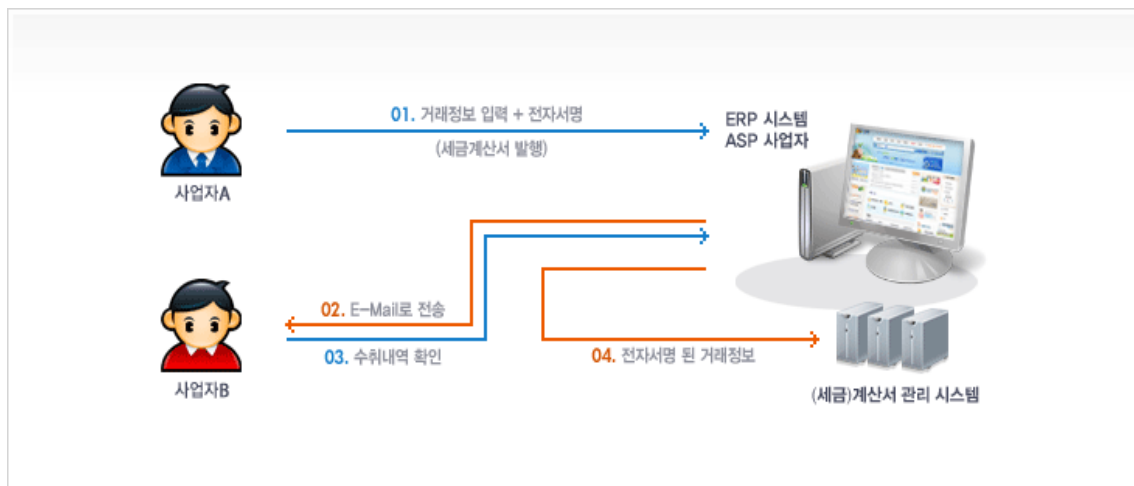 01. 거래정보 입력 + 전자서명
(세금계산서 발행)
ERP 시스템
ASP 사업자
사업자A
02. E-Mail로 전송
03. 수취내역 확인
04. 전자서명 된 거래정보
사업자B
(세금)계산서 관리 시스템